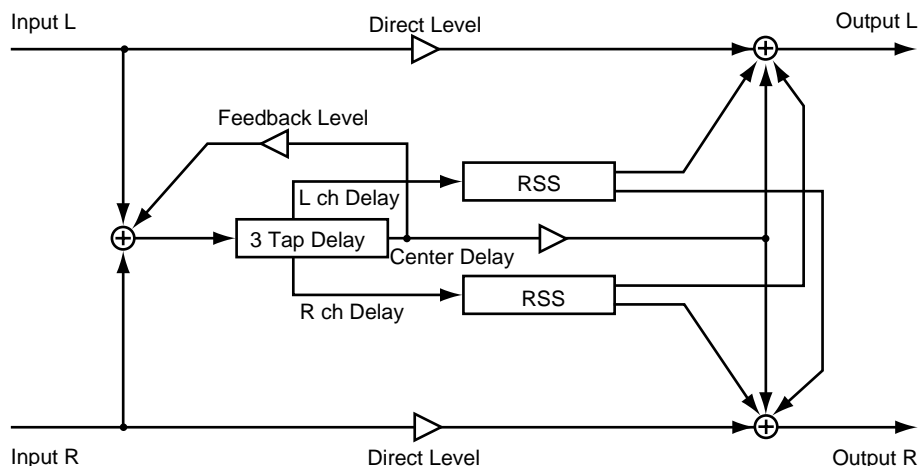 Input L
Direct Level
Output L
Feedback Level
L ch Delay
RSS
3 Tap Delay
Center Delay
R ch Delay
RSS
Input R
Direct Level
Output R